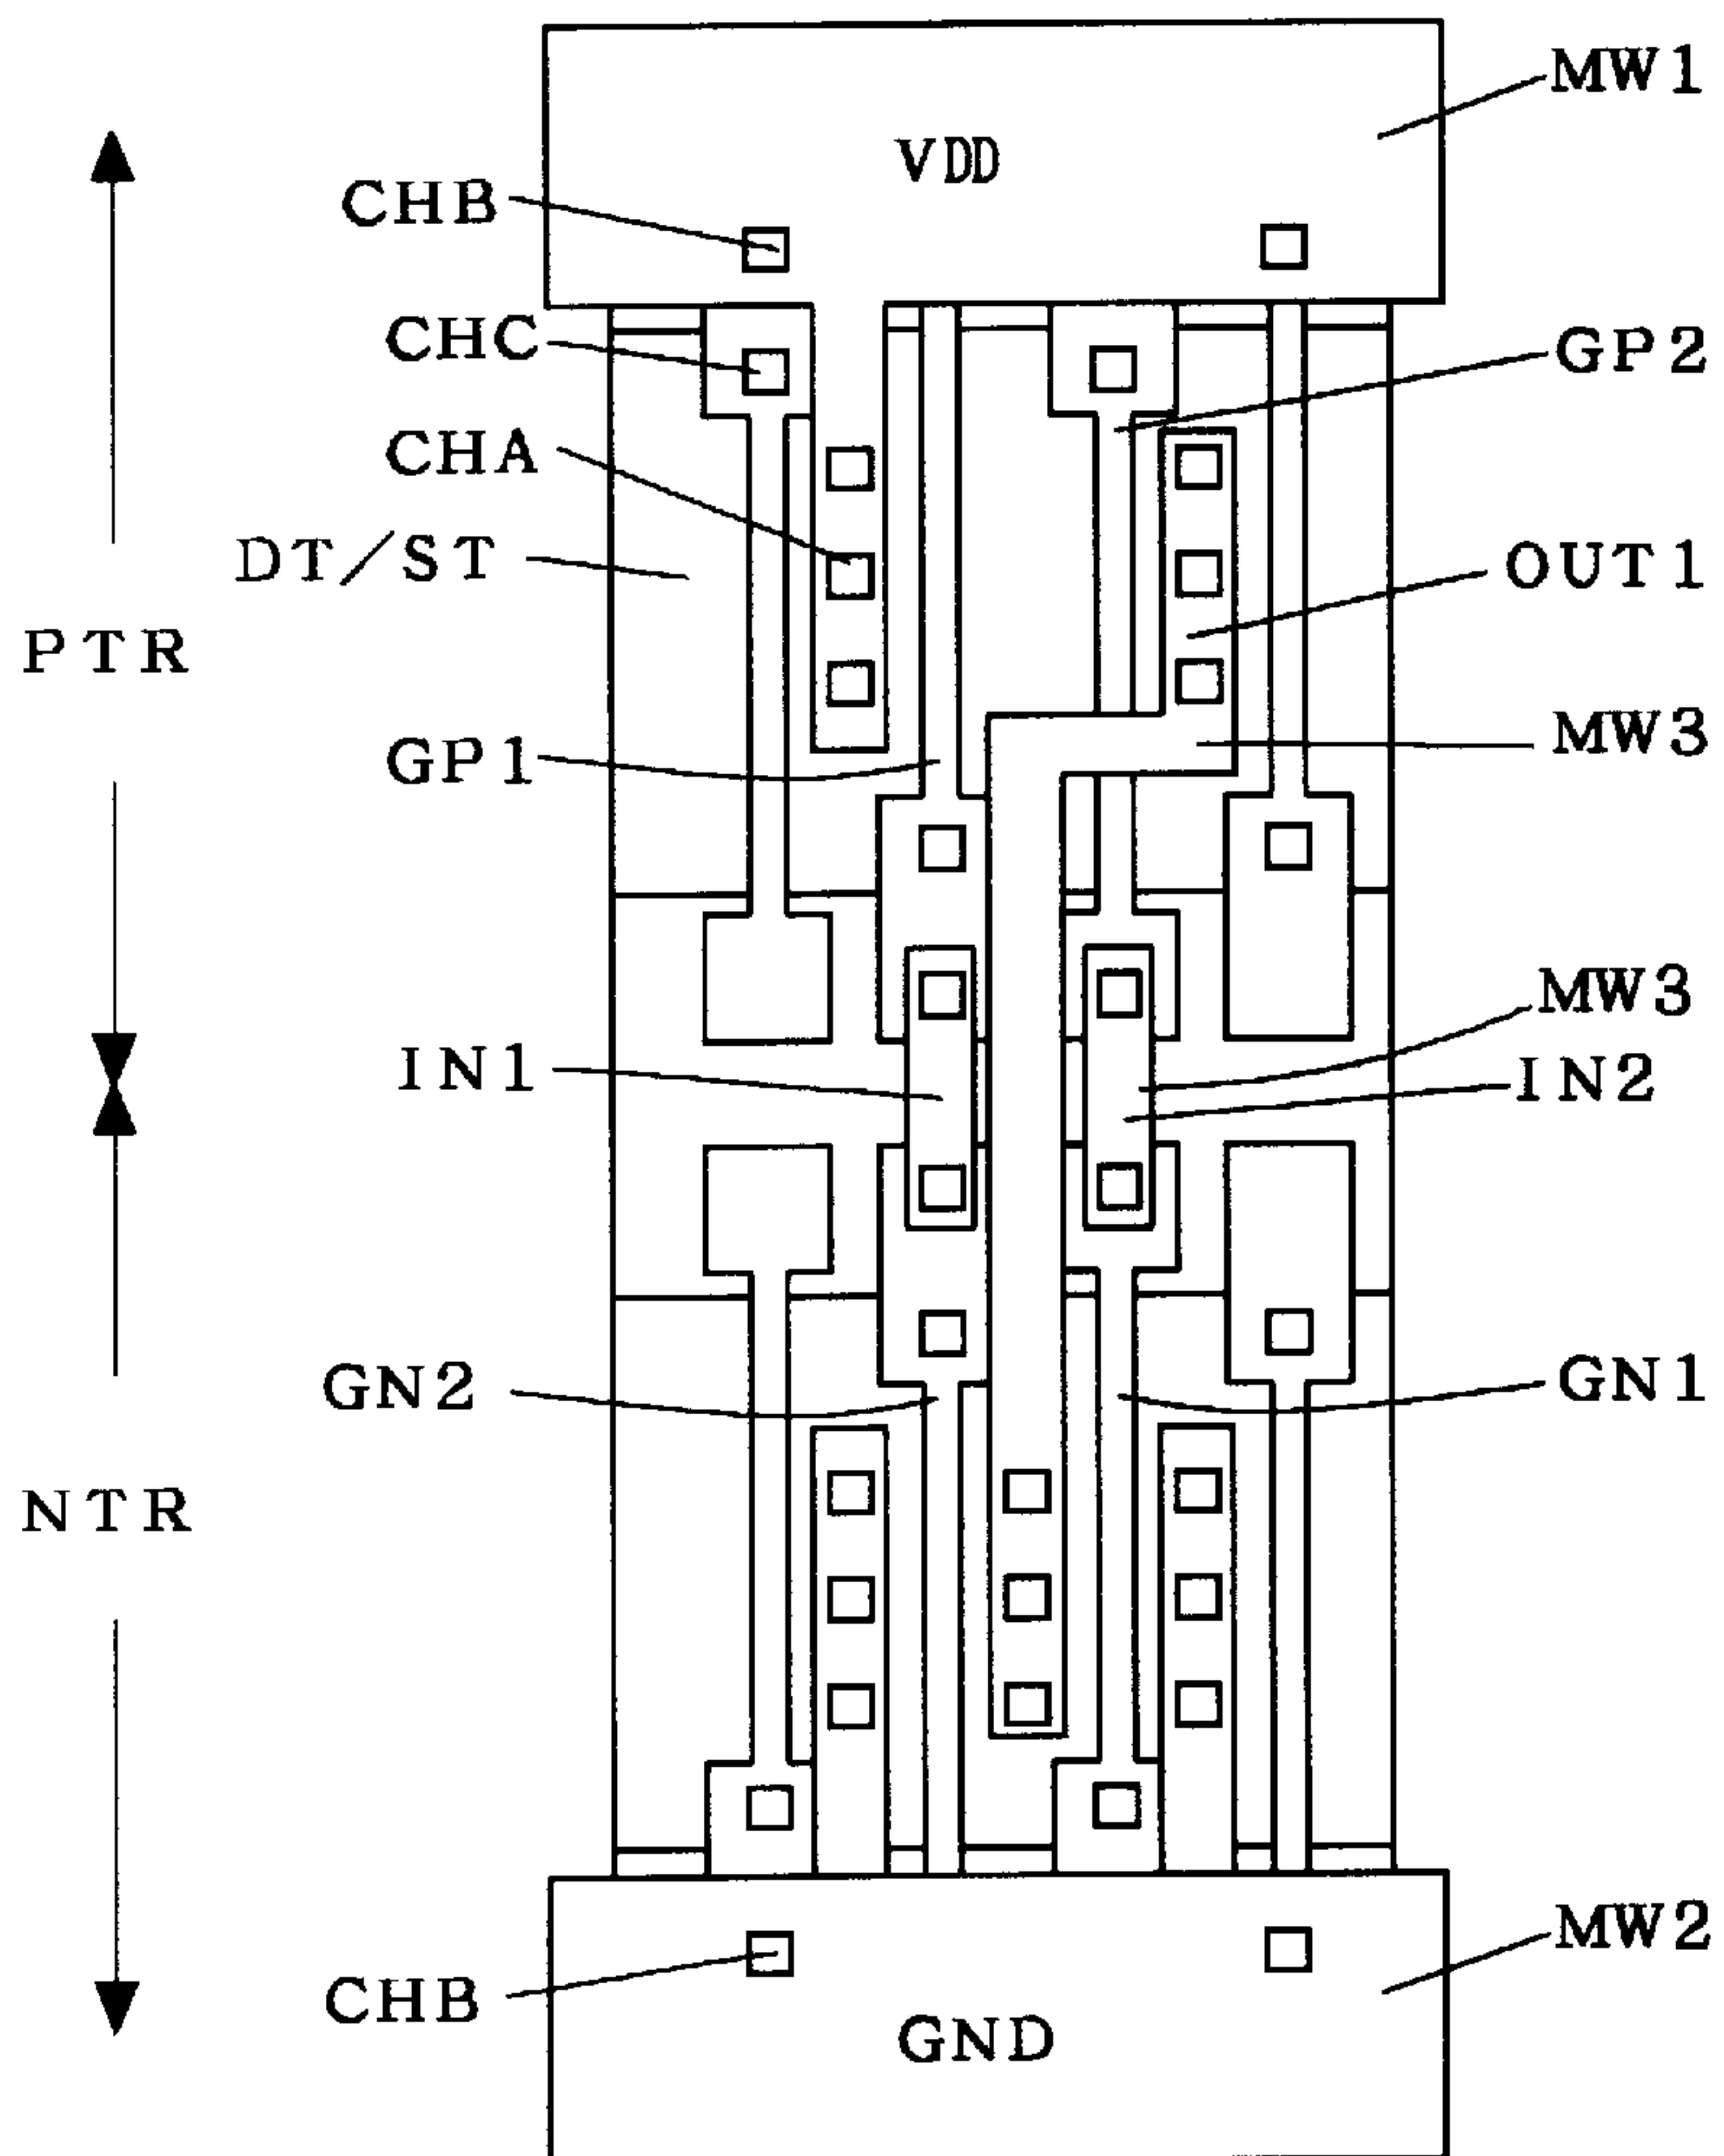 MW1
VDD
CHB
CHC
GP2
CHA
DT/ST
OUT1
PTR
MW3
GP1
MW3
IN1
IN2
GN2
GN1
NTR
MW2
CHB
GND